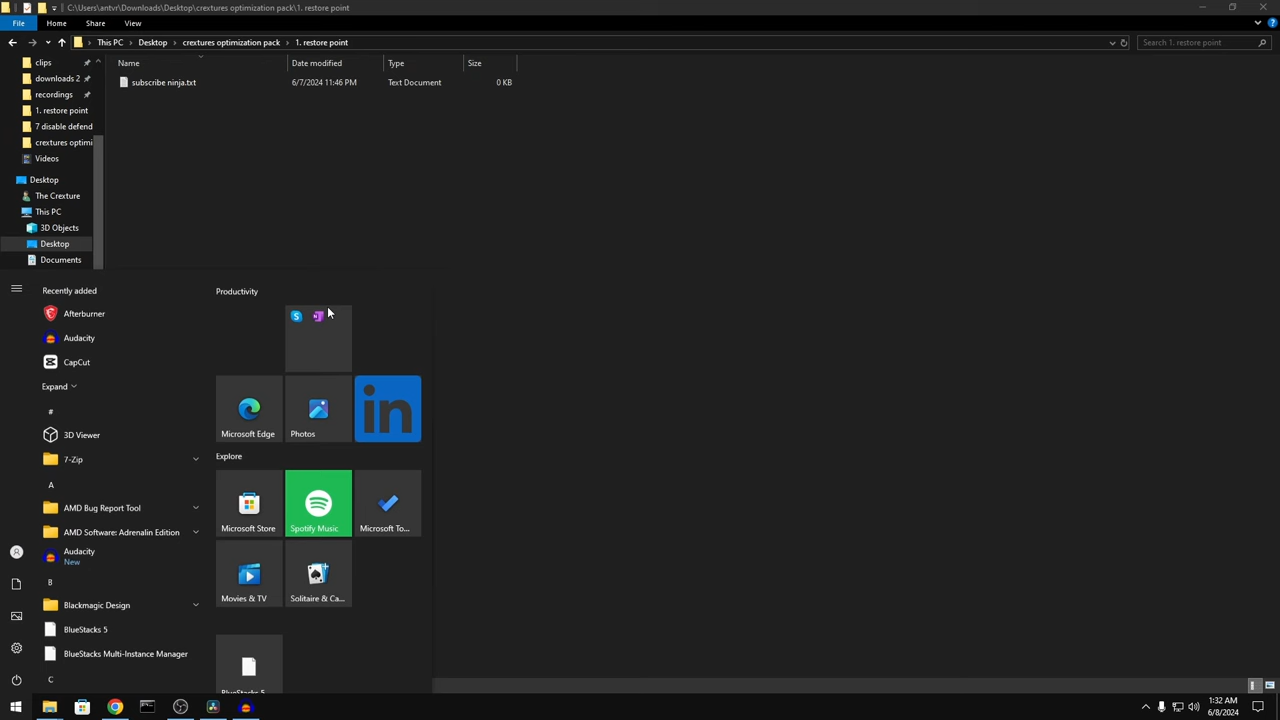 C:\Users\antvr\Downloads\Desktop\crextures optimization pack\1. restore point
File Home Share View
This PC Desktop crextures optimization pack 1. restore point
Search 1. restore point
Name Date modified Type Size
subscribe ninja.txt 6/7/2024 11:46 PM Text Document 0 KB
clips
downloads 2
recordings
1. restore point
7 disable defend
crextures optimi
Videos
Desktop
The Crexture
This PC
3D Objects
Desktop
Documents
Recently added
Afterburner
Audacity
CapCut
Expand
#
3D Viewer
7-Zip
A
AMD Bug Report Tool
AMD Software: Adrenalin Edition
Audacity
New
B
Blackmagic Design
BlueStacks 5
BlueStacks Multi-Instance Manager
C
Productivity
S N
Microsoft Edge
Photos
in
Explore
Microsoft Store
Spotify Music
Microsoft To...
Movies & TV
Solitaire & Ca...
BlueStacks 5
1:32 AM
6/8/2024